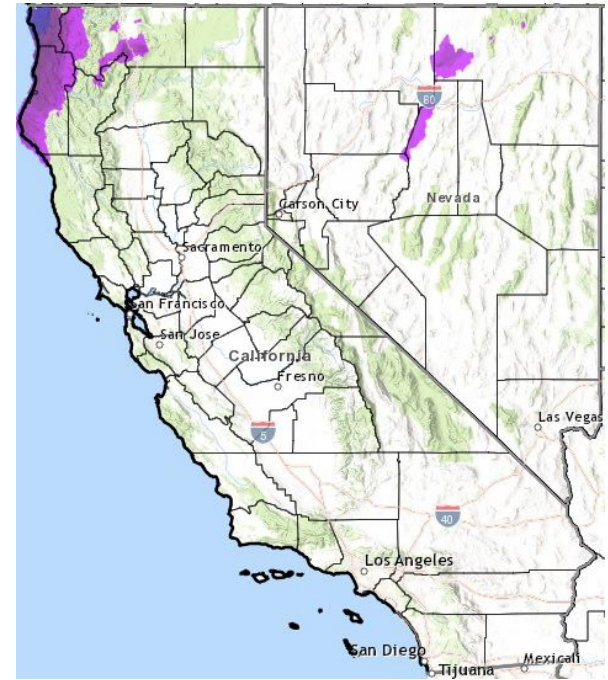 80
Nevada
Carson City
Sacramento
San Francisco
San Jose
California
Fresno
5
Las Vegas
40
Los Angeles
San Diego
Tijuana
Mexicali